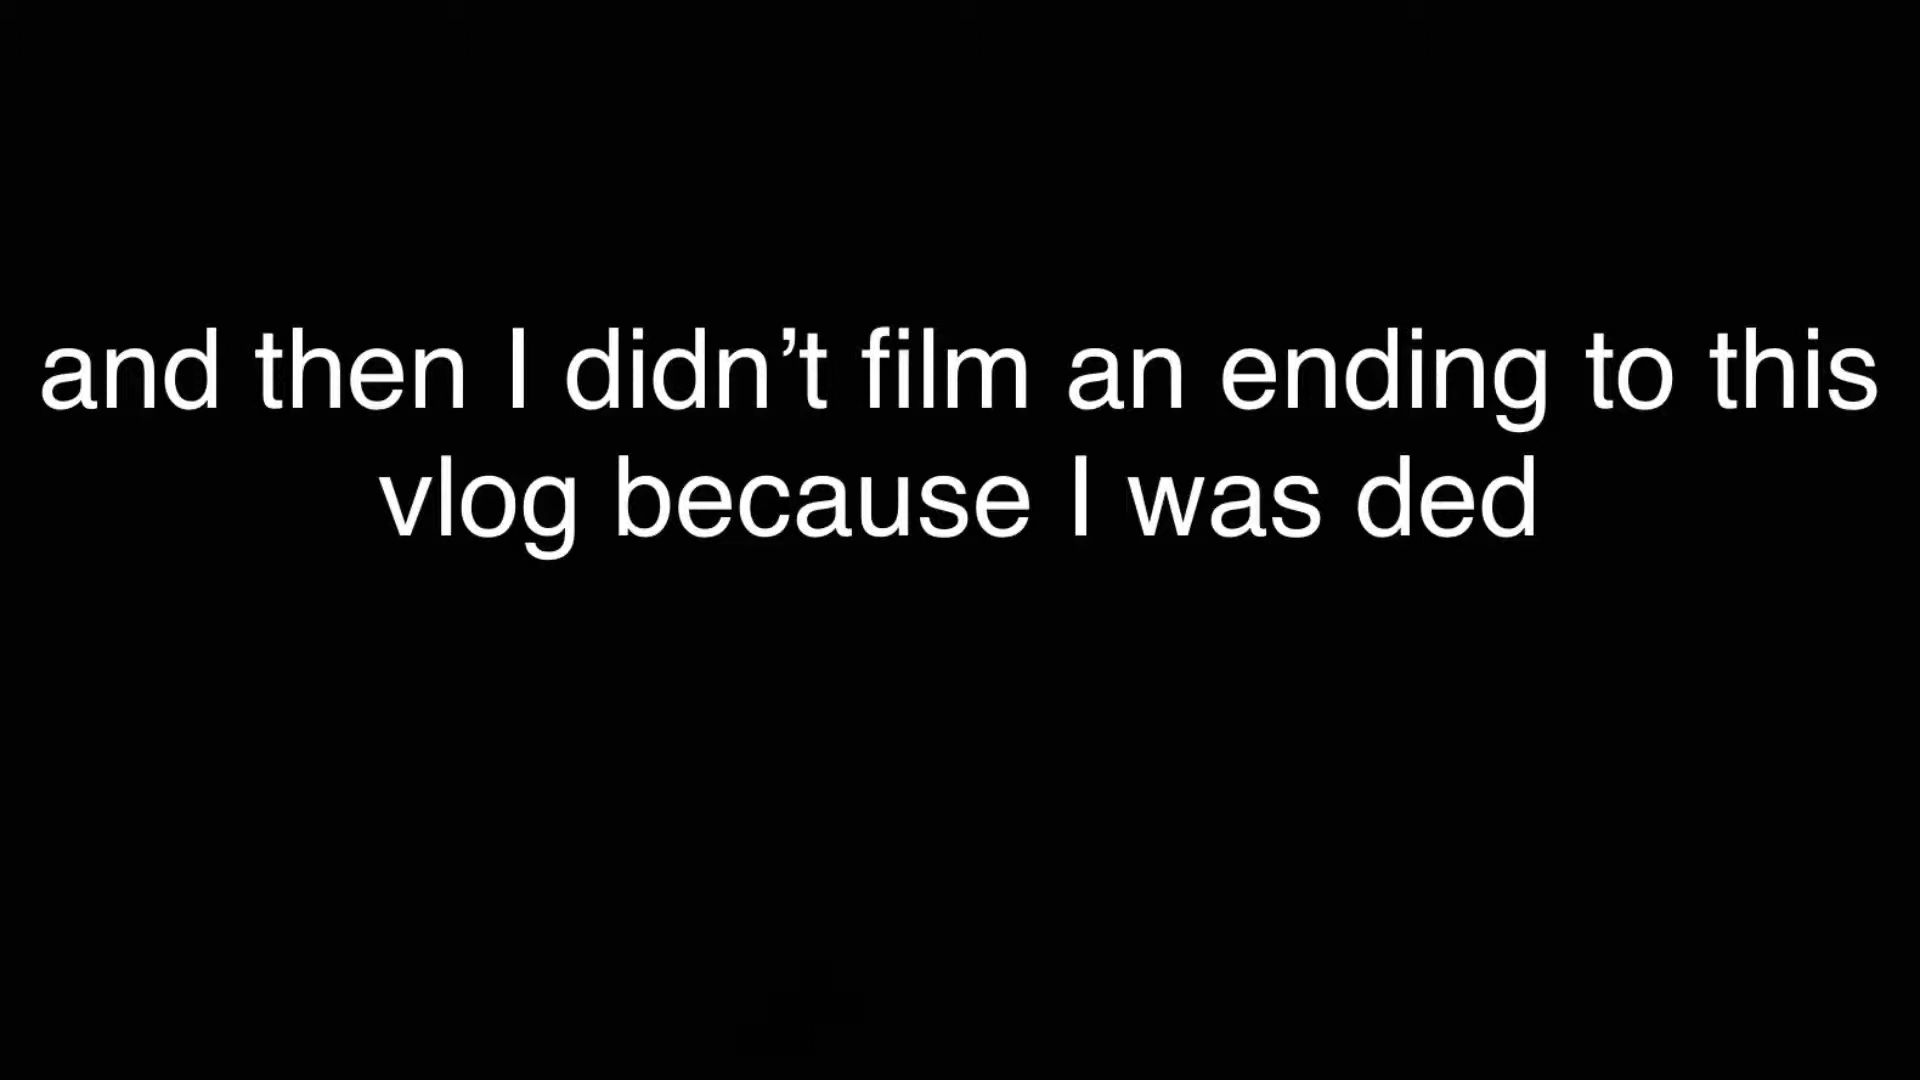 and then I didn’t film an ending to this
vlog because I was ded